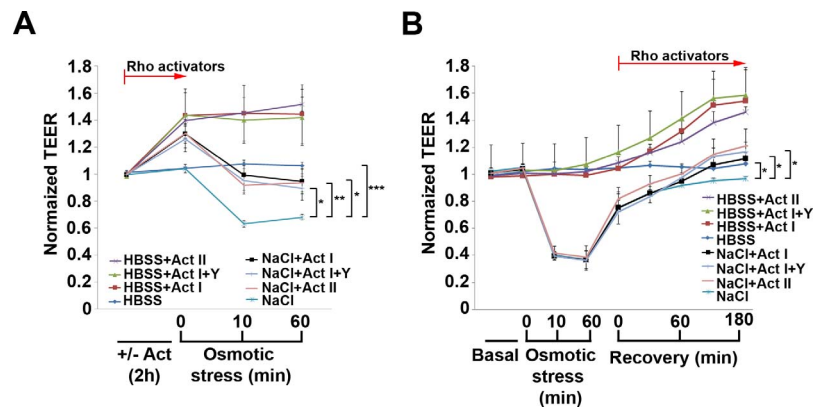 A
Rho activators
Normaized TEER
1.8
1.6
1.4
1.2
1
0.8
0.6
0.4
0.2
0
HBSS+Act II
HBSS+Act I+Y
HBSS+Act I
HBSS
NaCl+Act I
NaCl+Act I+Y
NaCl+Act II
NaCl
* ** * ***
0 10 60
+/- Act
(2h)
Osmotic
stress (min)
B
Rho activators
Normaized TEER
1.8
1.6
1.4
1.2
1
0.8
0.6
0.4
0.2
0
* * *
HBSS+Act II
HBSS+Act I+Y
HBSS+Act I
HBSS
NaCl+Act I
NaCl+Act I+Y
NaCl+Act II
NaCl
0 10 60 0 60 180
Basal
Osmotic
stress
(min)
Recovery (min)